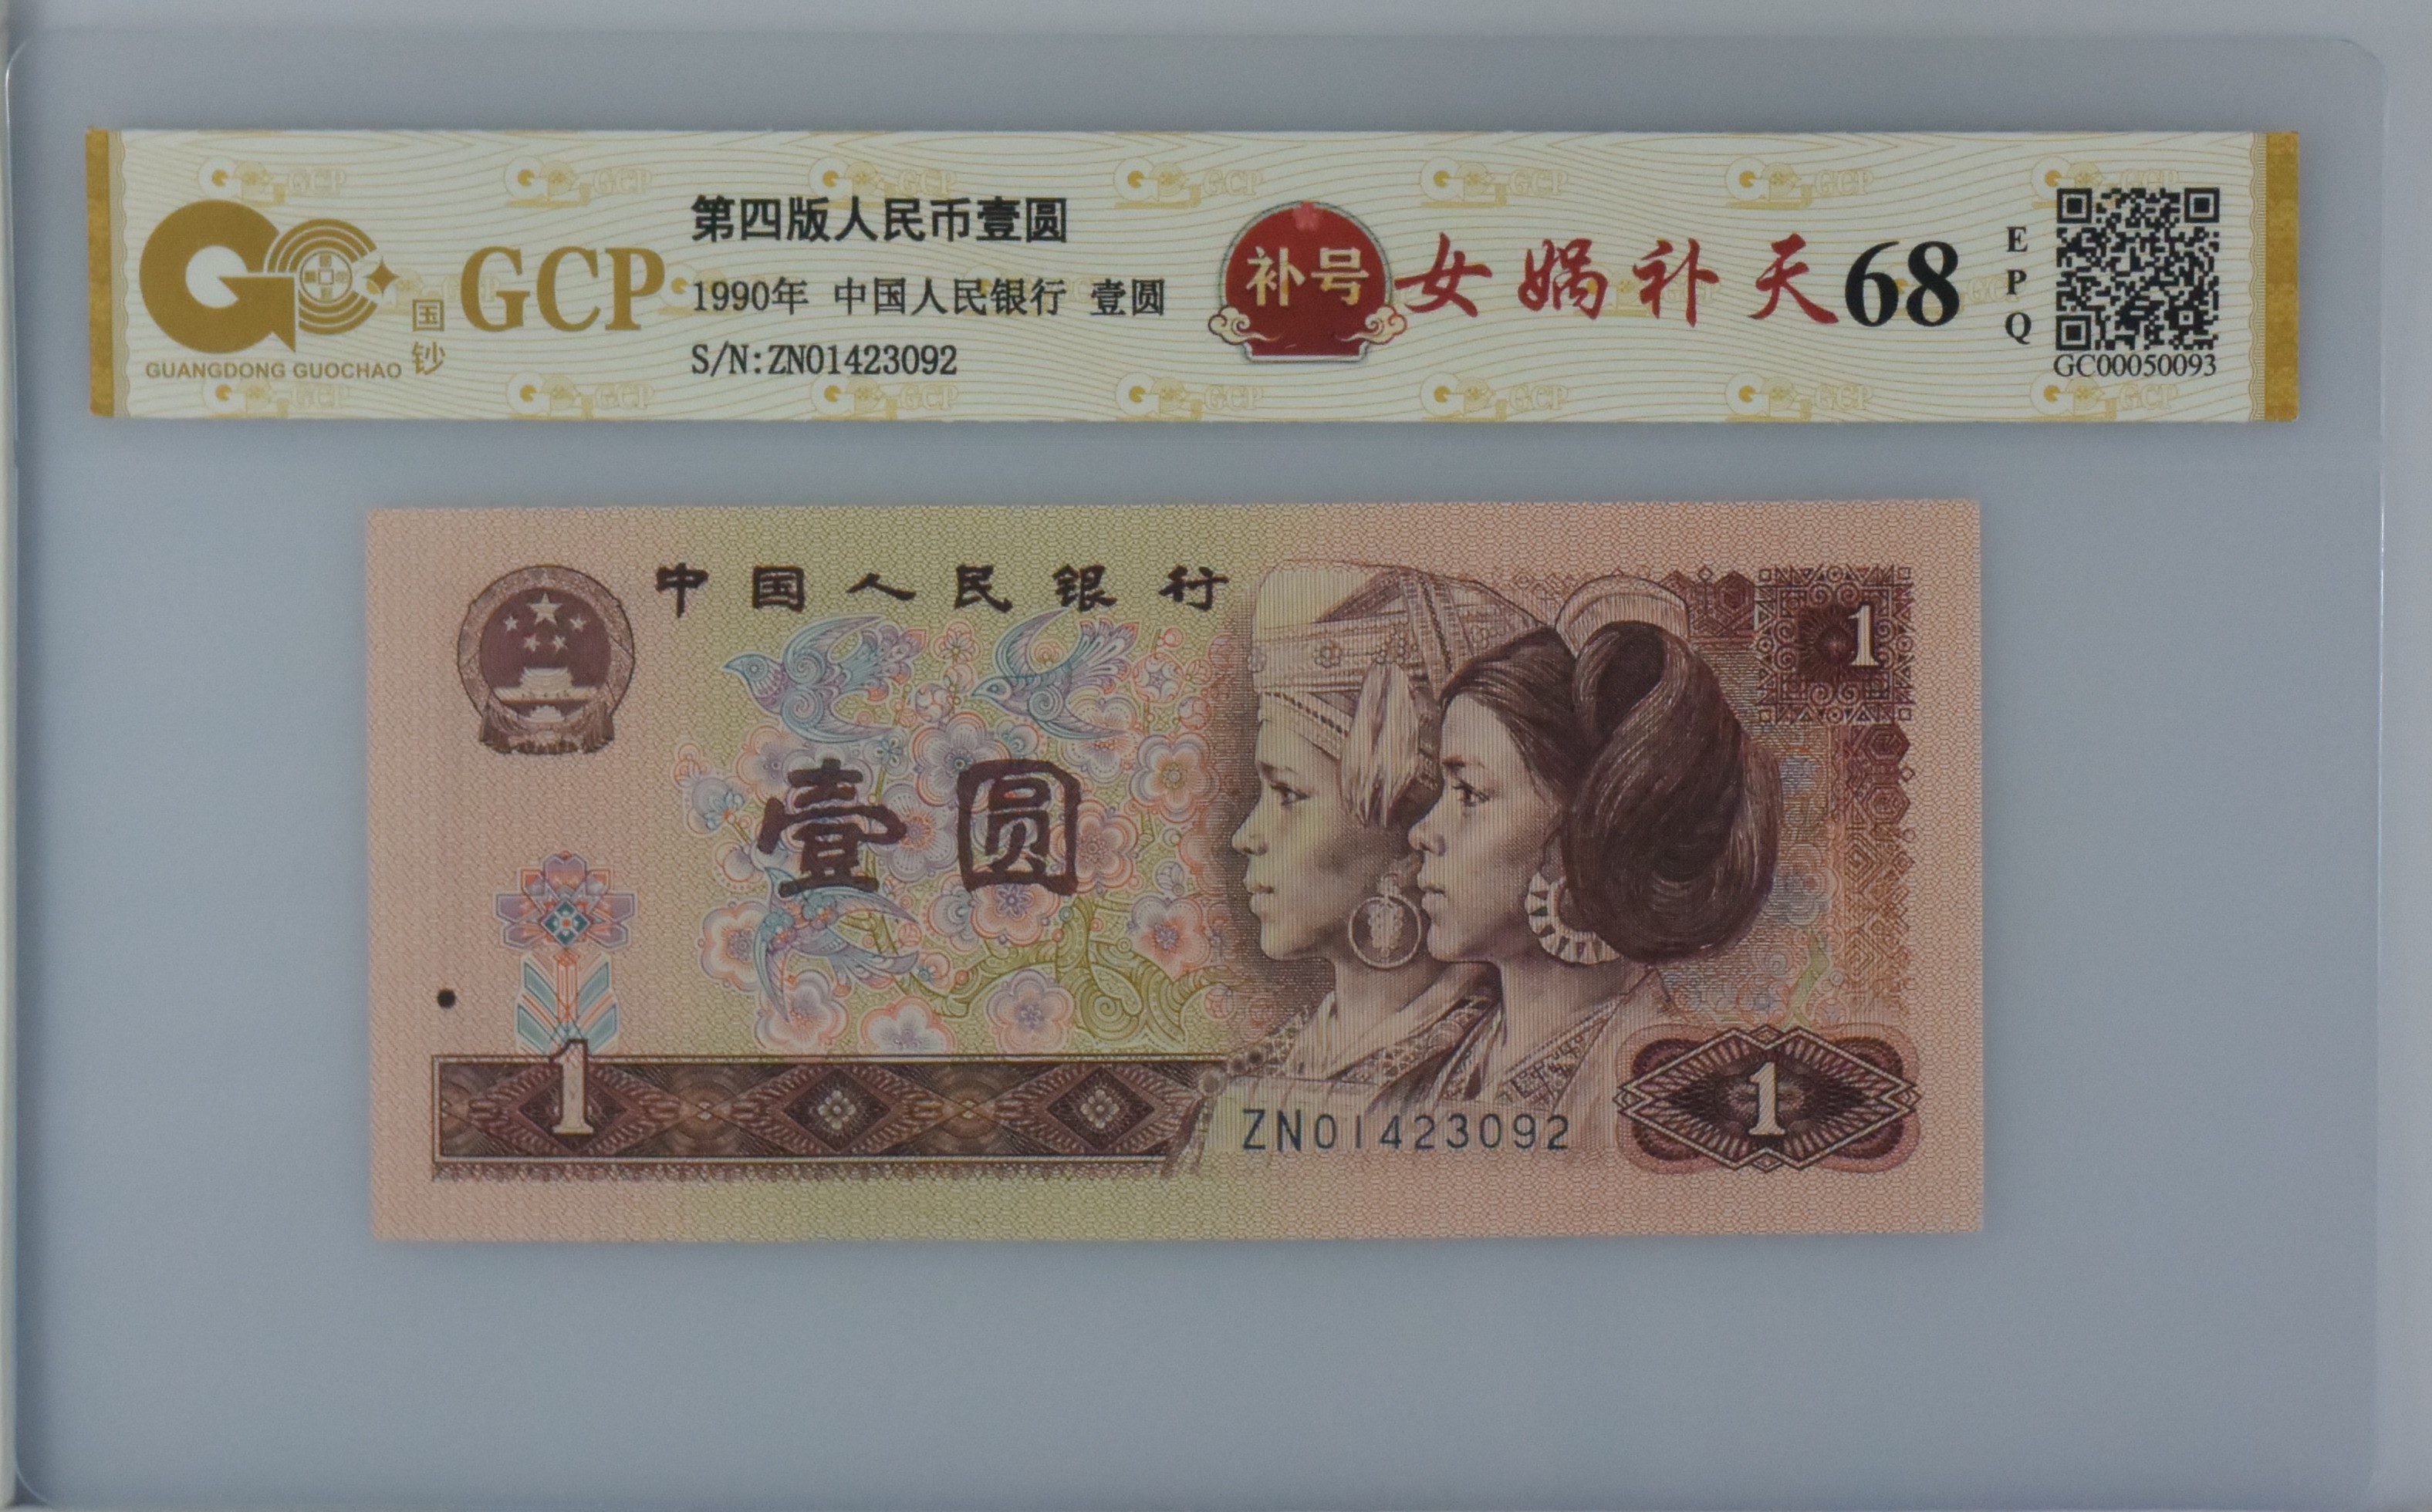 GCP
国钞
GUANGDONG GUOCHAO
第四版人民币壹圆
1990年 中国人民银行 壹圆
S/N:ZN01423092
补号
女娲补天
68
EPQ
GC00050093
中国人民银行
1
壹圆
1
ZN01423092
1